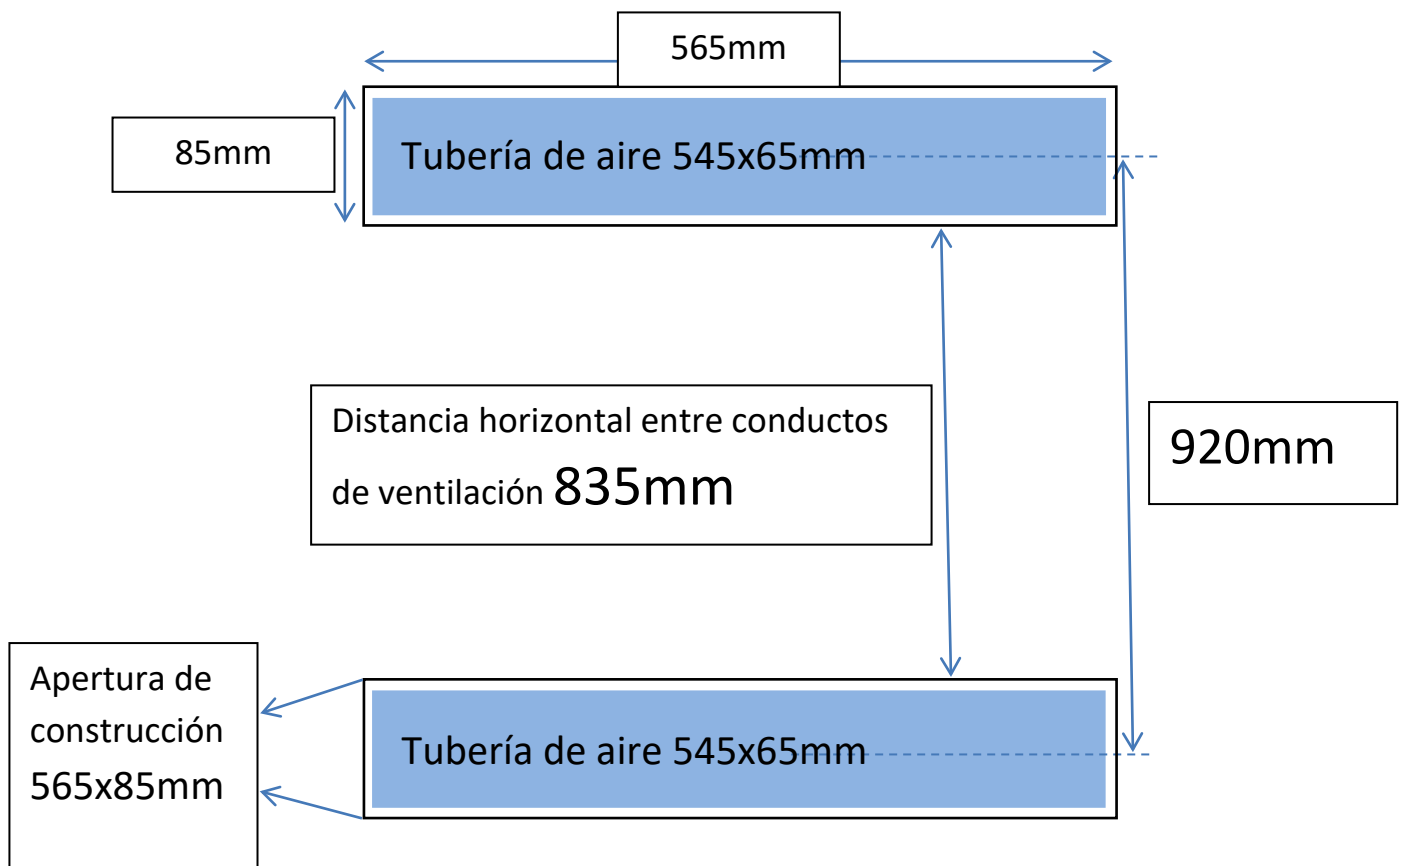 565mm
85mm
Tubería de aire 545x65mm
Distancia horizontal entre conductos
de ventilación 835mm
920mm
Apertura de
construcción
565x85mm
Tubería de aire 545x65mm